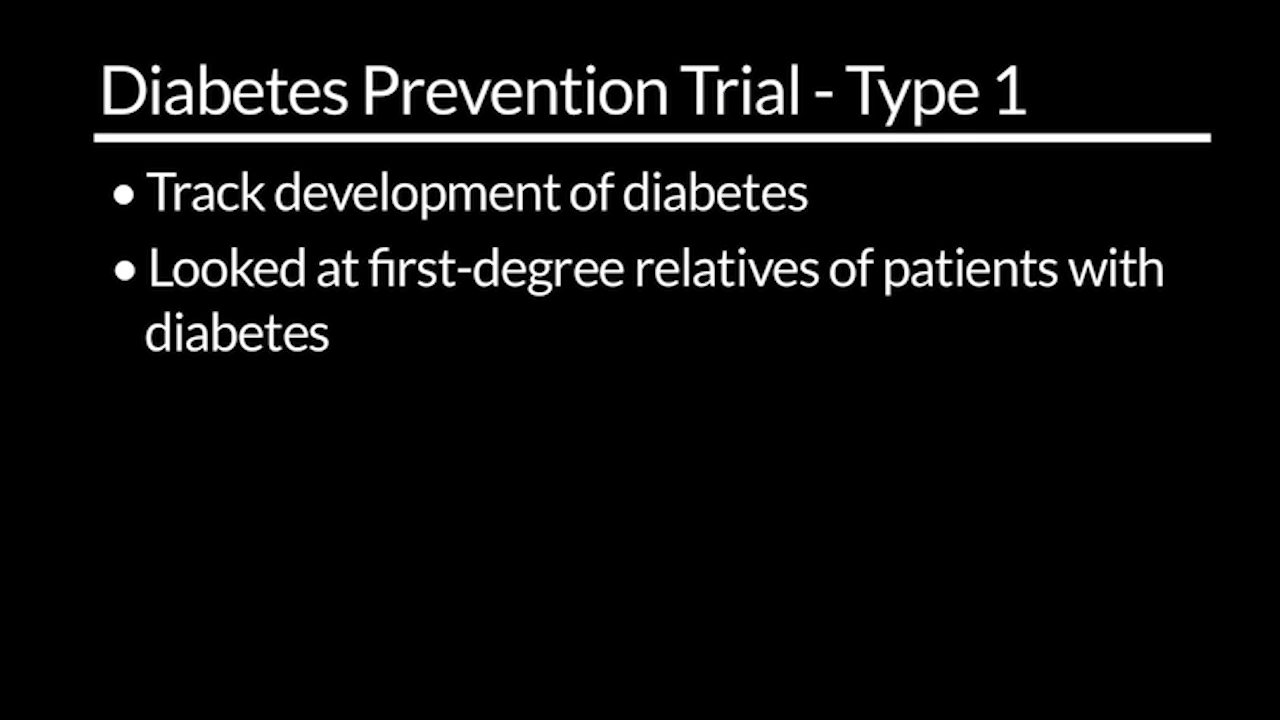 Diabetes Prevention Trial - Type 1
• Track development of diabetes
• Looked at first-degree relatives of patients with
diabetes